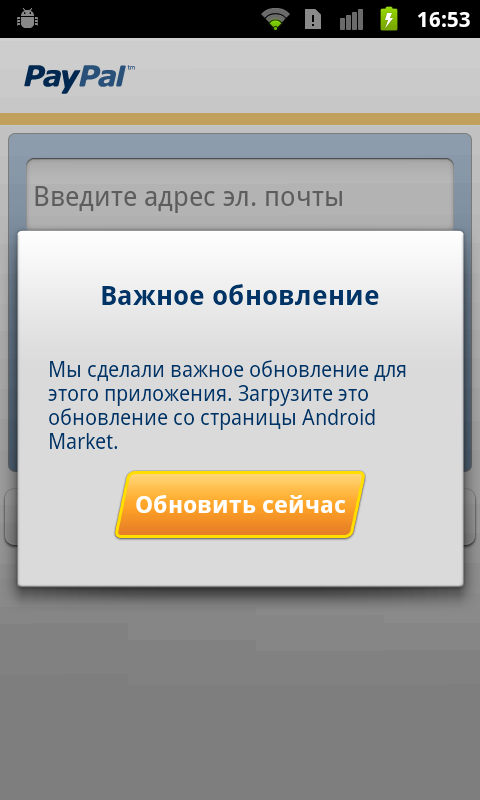 16:53
PayPal™
Введите адрес эл. почты
Важное обновление
Мы сделали важное обновление для
этого приложения. Загрузите это
обновление со страницы Android
Market.
Обновить сейчас